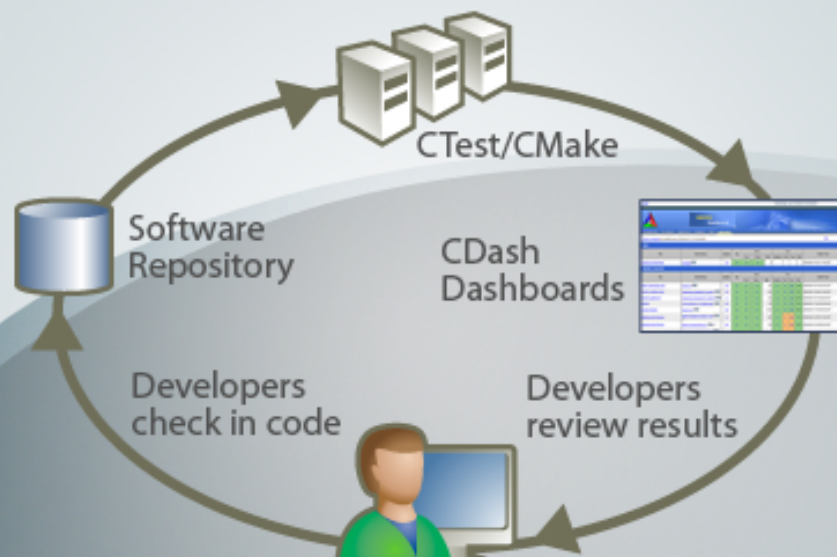 CTest/CMake
Software
Repository
CDash
Dashboards
Developers
check in code
Developers
review results